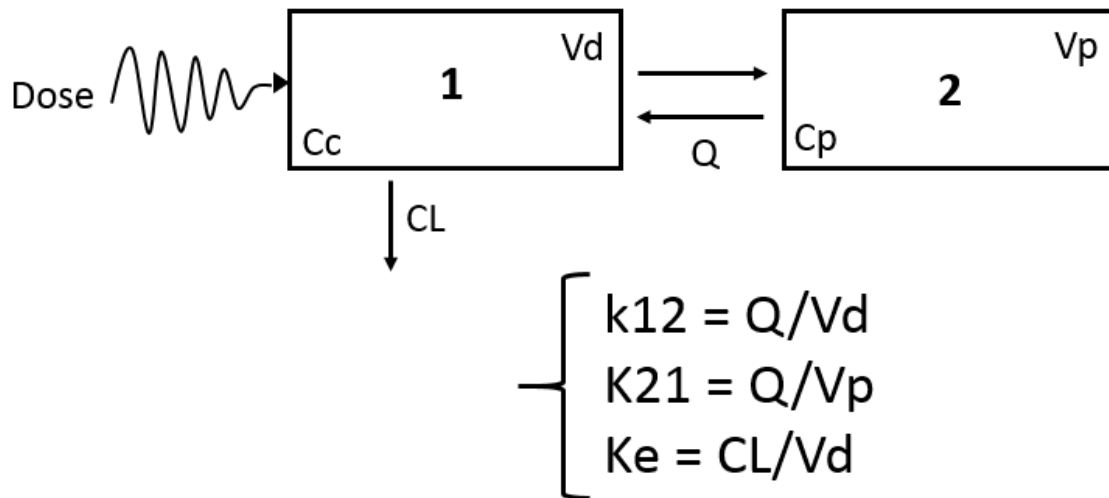 Dose
1
Vd
Cc
CL
Q
2
Vp
Cp
k12 = Q/Vd
K21 = Q/Vp
Ke = CL/Vd